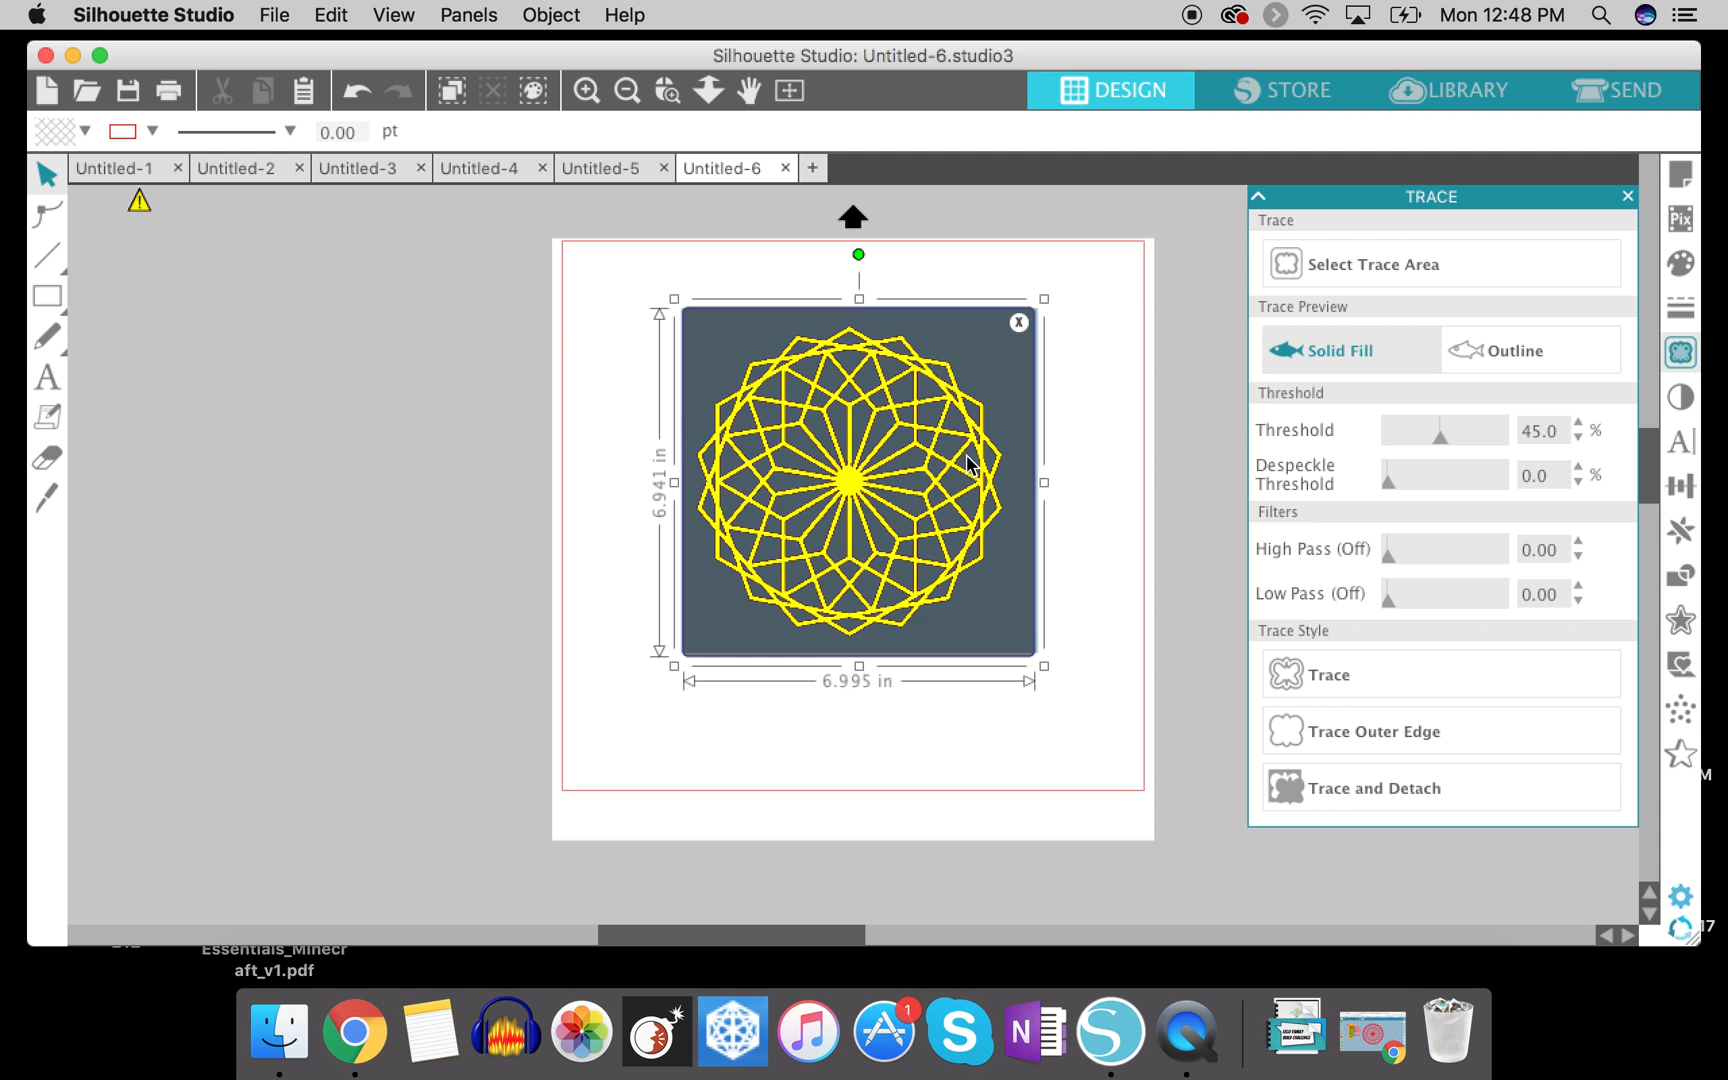 Silhouette Studio File Edit View Panels Object Help Mon 12:48 PM
Silhouette Studio: Untitled-6.studio3
DESIGN STORE LIBRARY SEND
0.00 pt
Untitled-1 Untitled-2 Untitled-3 Untitled-4 Untitled-5 Untitled-6 +
TRACE
Trace
Pix
Select Trace Area
Trace Preview
Solid Fill Outline
X
Threshold
Threshold 45.0 %
Despeckle
Threshold 0.0 %
Filters
High Pass (Off) 0.00
Low Pass (Off) 0.00
Trace Style
Trace
Trace Outer Edge
Trace and Detach
6.941 in
6.995 in
A
A
M
17
Essentials_Minecr
aft_v1.pdf
1
S
N
S